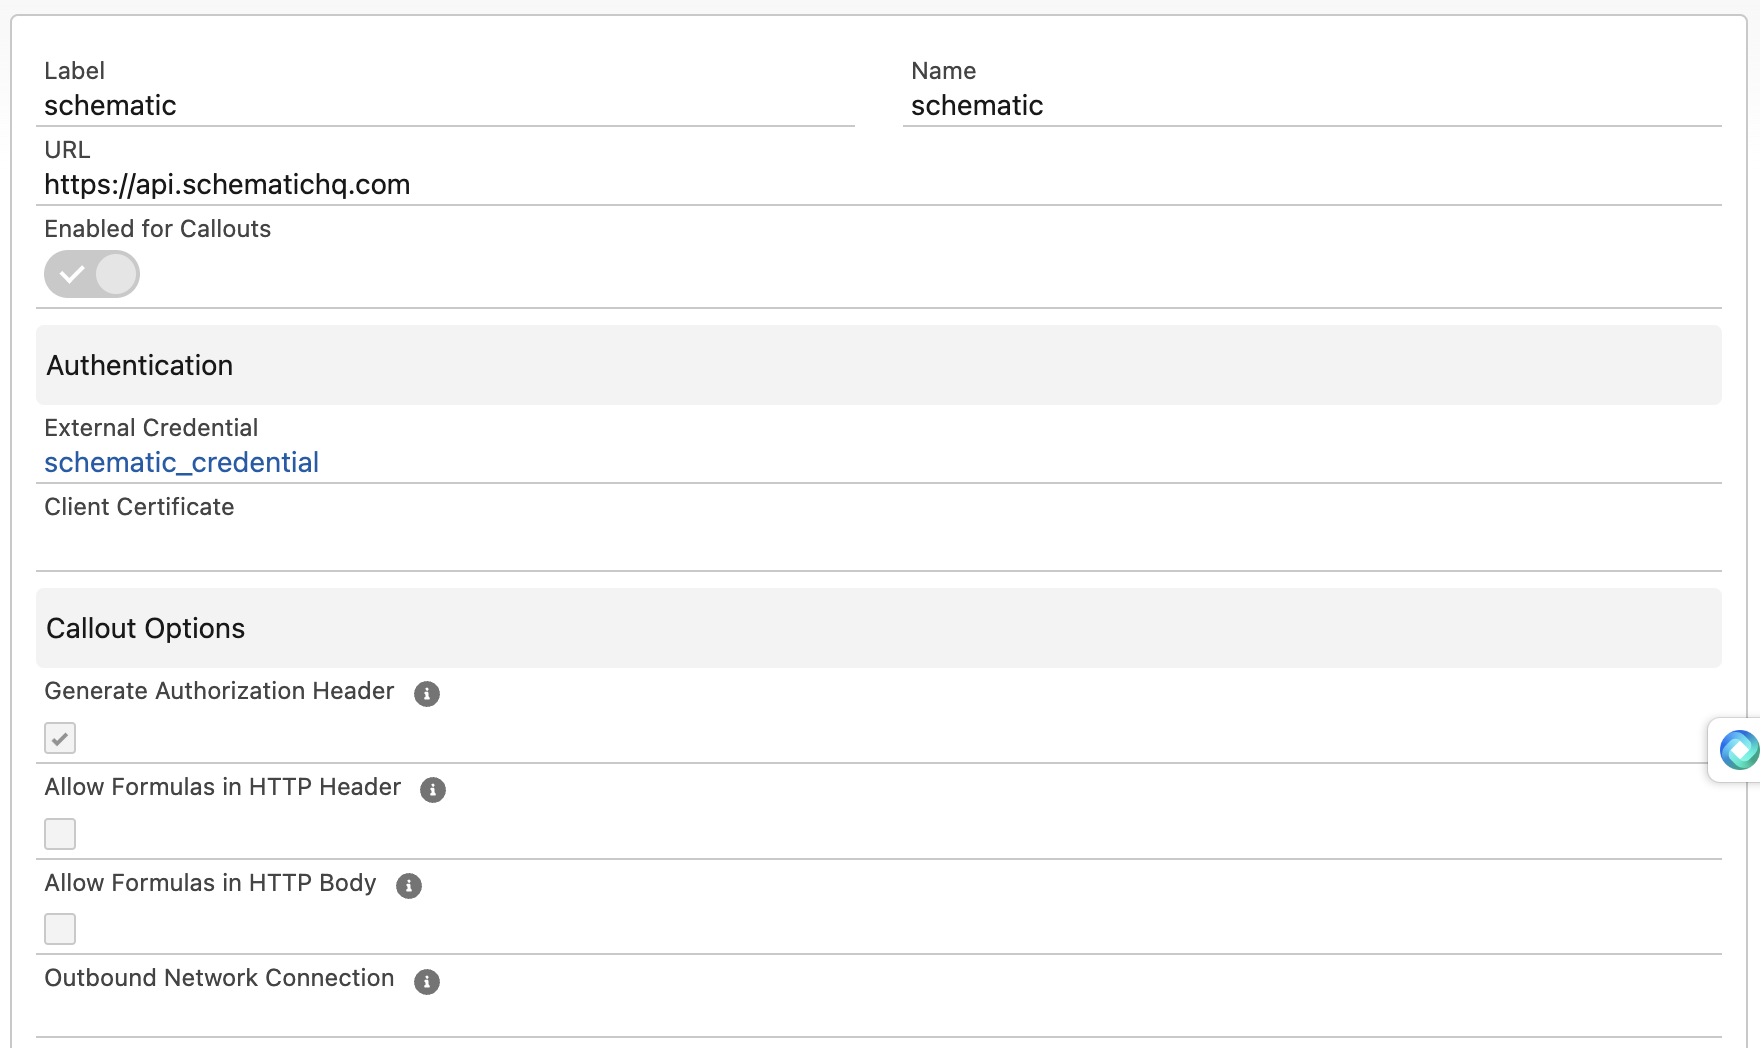 Label
schematic
Name
schematic
URL
https://api.schematichq.com
Enabled for Callouts
Authentication
External Credential
schematic_credential
Client Certificate
Callout Options
Generate Authorization Header
Allow Formulas in HTTP Header
Allow Formulas in HTTP Body
Outbound Network Connection